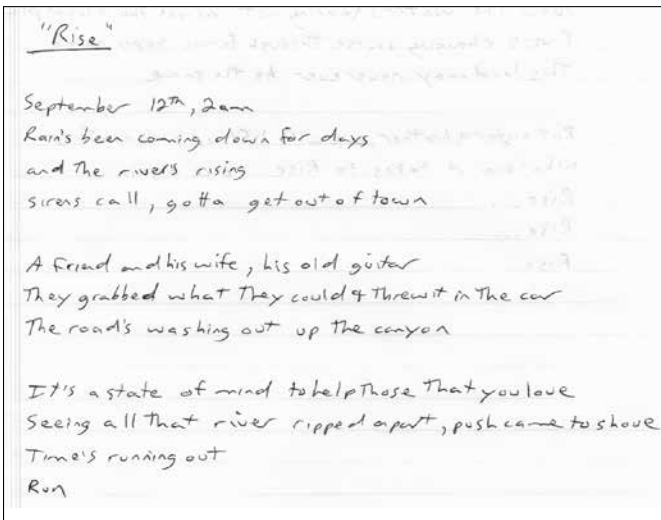 "Rise"
September 12th, 2am
Rain's been coming down for days
and The river's rising
sirens call, gotta get out of town
A friend and his wife, his old guitar
They grabbed what They could & Threw it in The car
The road's washing out up the canyon
It's a state of mind to help Those That you love
Seeing all That river ripped apart, push came to shove
Time's running out
Run